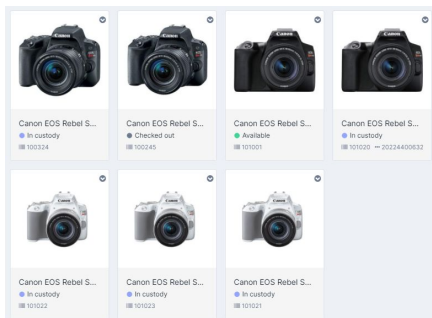 Canon EOS Rebel S...
In custody
100324
Canon EOS Rebel S...
Checked out
100245
Canon EOS Rebel S...
Available
101001
Canon EOS Rebel S...
In custody
101020 20224400632
Canon EOS Rebel S...
In custody
101022
Canon EOS Rebel S...
In custody
101023
Canon EOS Rebel S...
In custody
101021